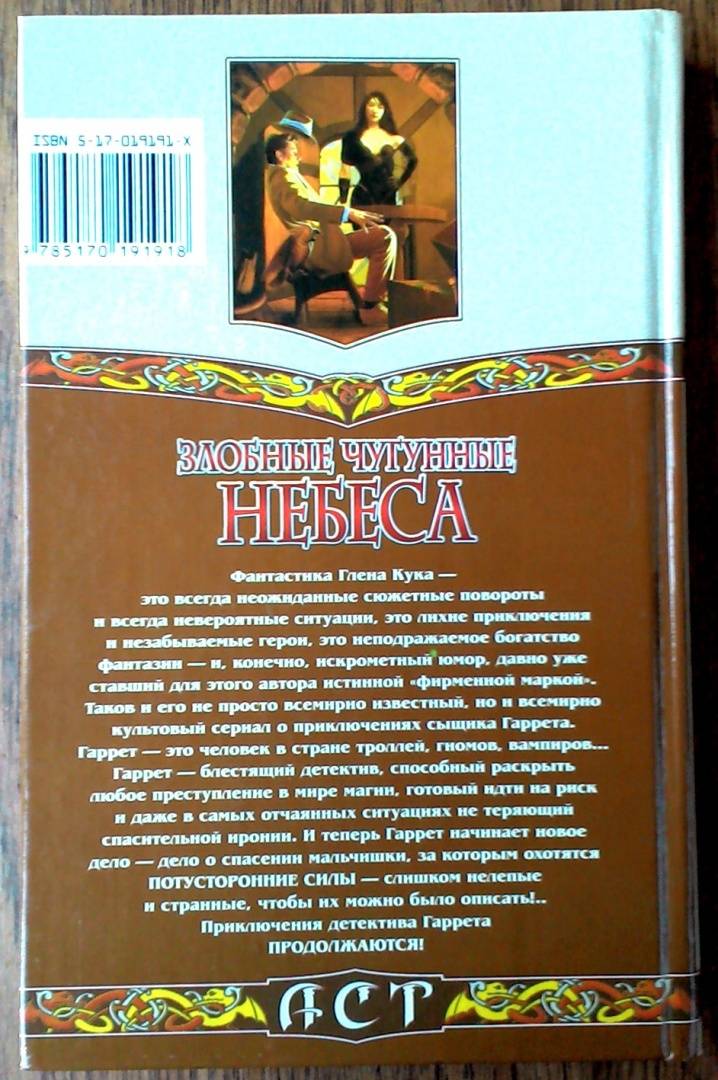 ISBN 5-17-019191-X
9 785170 191918
ЗЛОБНЫЕ ЧУГУННЫЕ
НЕБЕСА
Фантастика Глена Кука —
это всегда неожиданные сюжетные повороты
и всегда невероятные ситуации, это лихие приключения
и незабываемые герои, это неподражаемое богатство
фантазии — и, конечно, искрометный юмор, давно уже
ставший для этого автора истинной «фирменной маркой».
Таков и его не просто всемирно известный, но и всемирно
культовый сериал о приключениях сыщика Гаррета.
Гаррет — это человек в стране троллей, гномов, вампиров...
Гаррет — блестящий детектив, способный раскрыть
любое преступление в мире магии, готовый идти на риск
и даже в самых отчаянных ситуациях не теряющий
спасительной иронии. И теперь Гаррет начинает новое
дело — дело о спасении мальчишки, за которым охотятся
ПОТУСТОРОННИЕ СИЛЫ — слишком нелепые
и странные, чтобы их можно было описать!..
Приключения детектива Гаррета
ПРОДОЛЖАЮТСЯ!
АСТ